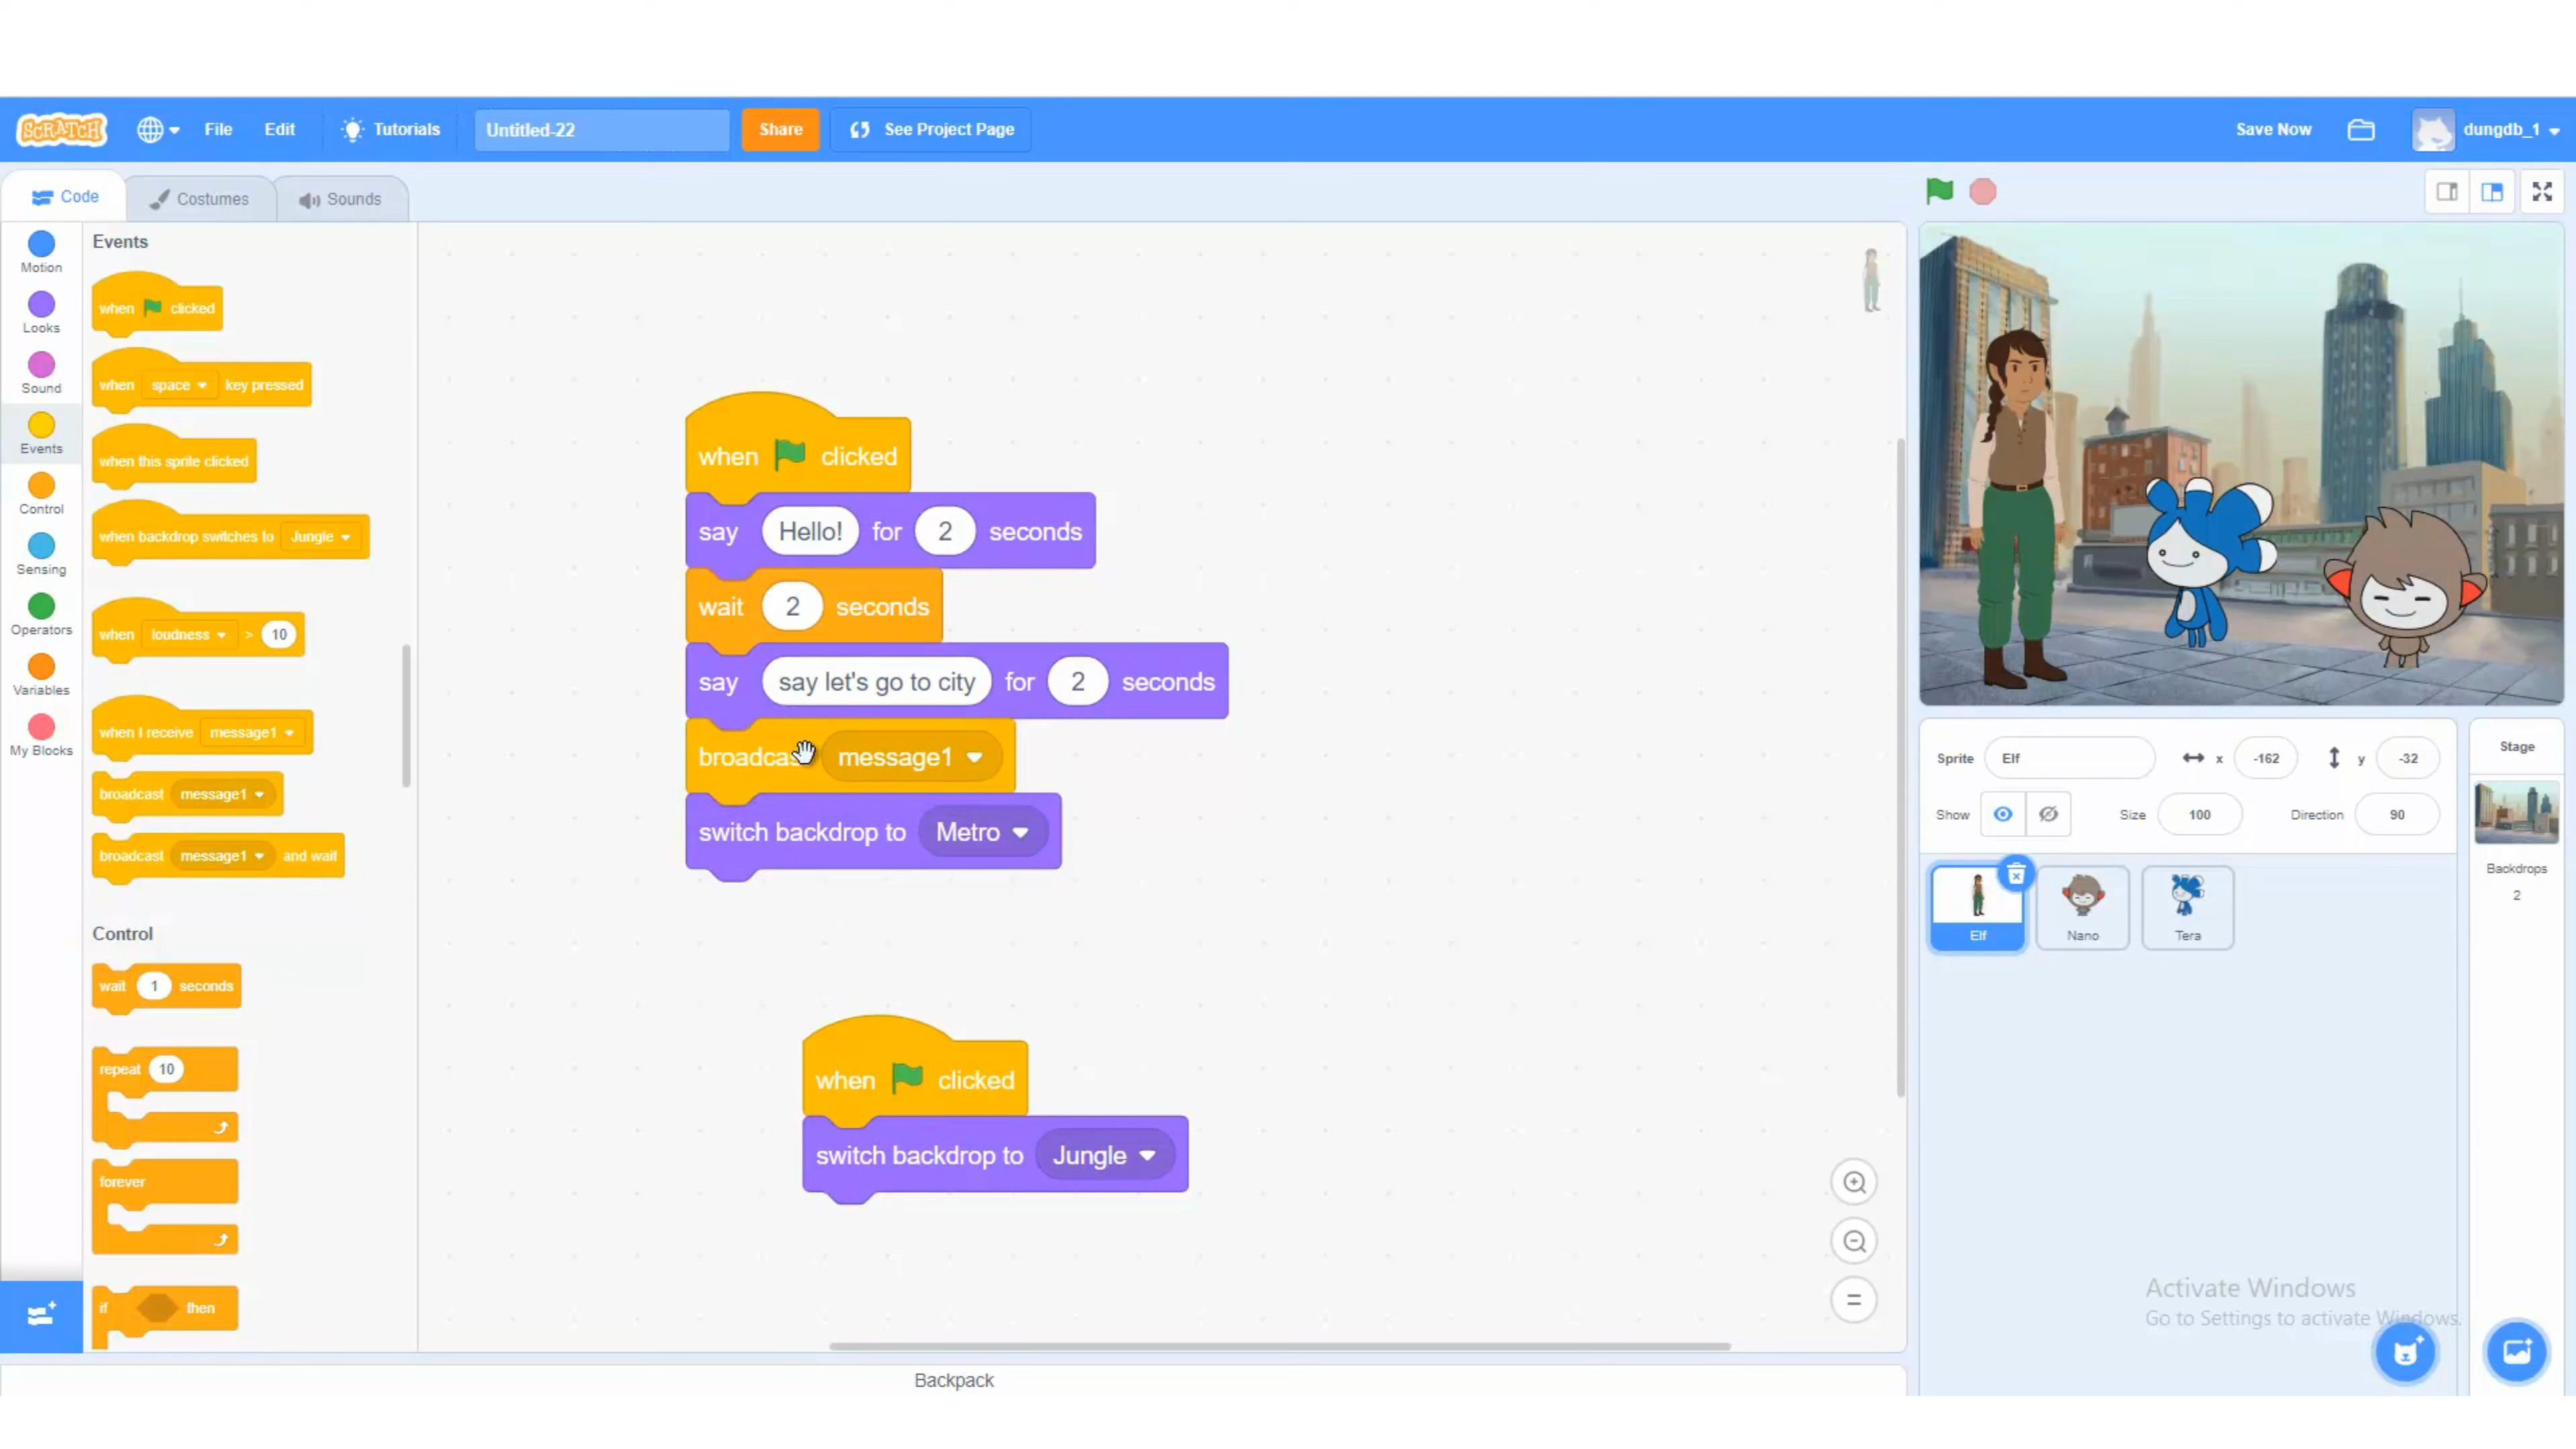 SCRATCH File Edit Tutorials Untitled-22 Share See Project Page Save Now dungdb_1
Code Costumes Sounds
Motion
Looks
Sound
Events
Control
Sensing
Operators
Variables
My Blocks
Events
when clicked
when space key pressed
when this sprite clicked
when backdrop switches to Jungle
when loudness > 10
when I receive message1
broadcast message1
broadcast message1 and wait
Control
wait 1 seconds
repeat 10
forever
if then
when clicked
say Hello! for 2 seconds
wait 2 seconds
say say let's go to city for 2 seconds
broadcast message1
switch backdrop to Metro
when clicked
switch backdrop to Jungle
Backpack
Sprite Elf x -162 y -32
Show Size 100 Direction 90
Elf Nano Tera
Stage
Backdrops
2
Activate Windows
Go to Settings to activate Windows.